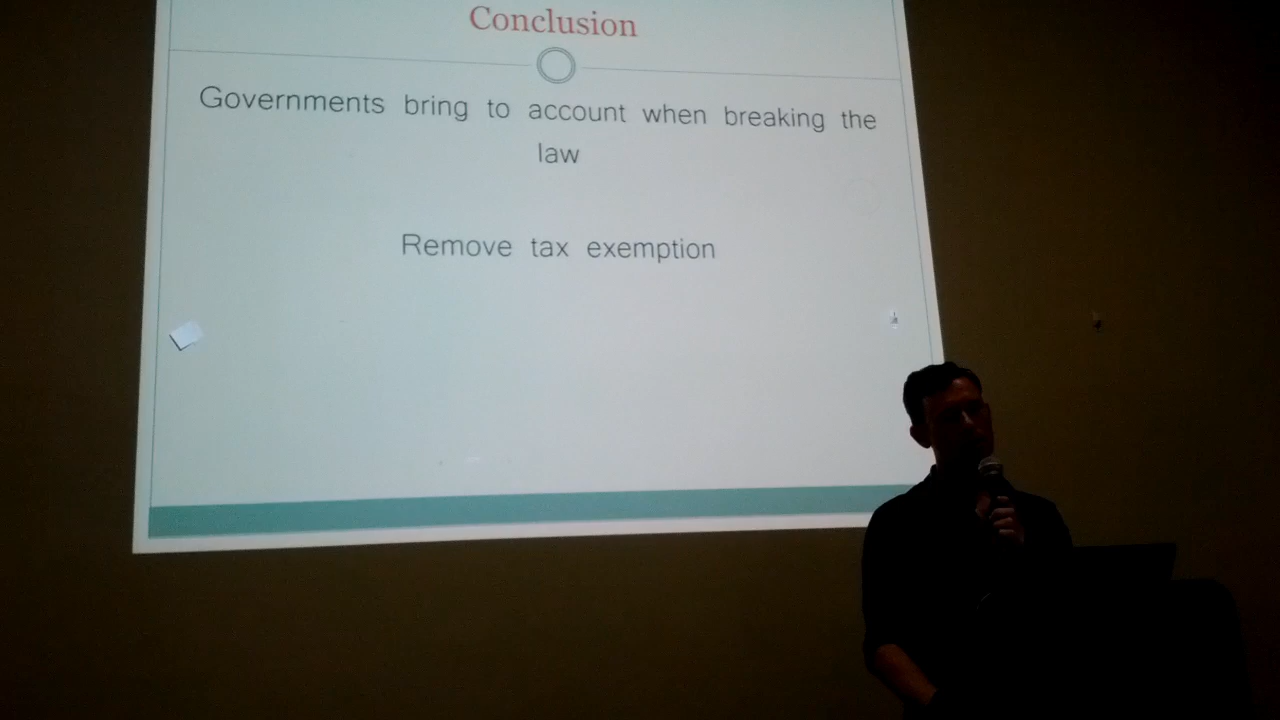 Conclusion
Governments bring to account when breaking the
law
Remove tax exemption